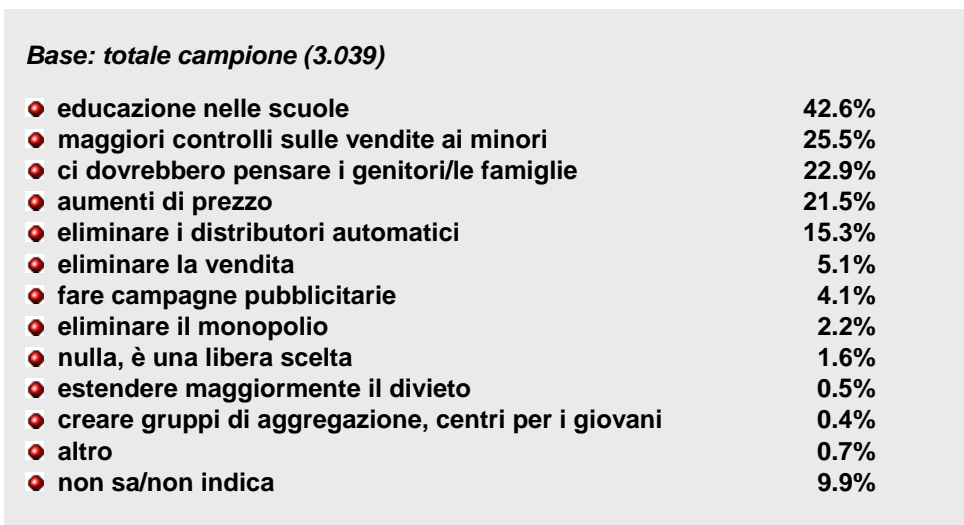 Base: totale campione (3.039)
educazione nelle scuole 42.6%
maggiori controlli sulle vendite ai minori 25.5%
ci dovrebbero pensare i genitori/le famiglie 22.9%
aumenti di prezzo 21.5%
eliminare i distributori automatici 15.3%
eliminare la vendita 5.1%
fare campagne pubblicitarie 4.1%
eliminare il monopolio 2.2%
nulla, è una libera scelta 1.6%
estendere maggiormente il divieto 0.5%
creare gruppi di aggregazione, centri per i giovani 0.4%
altro 0.7%
non sa/non indica 9.9%